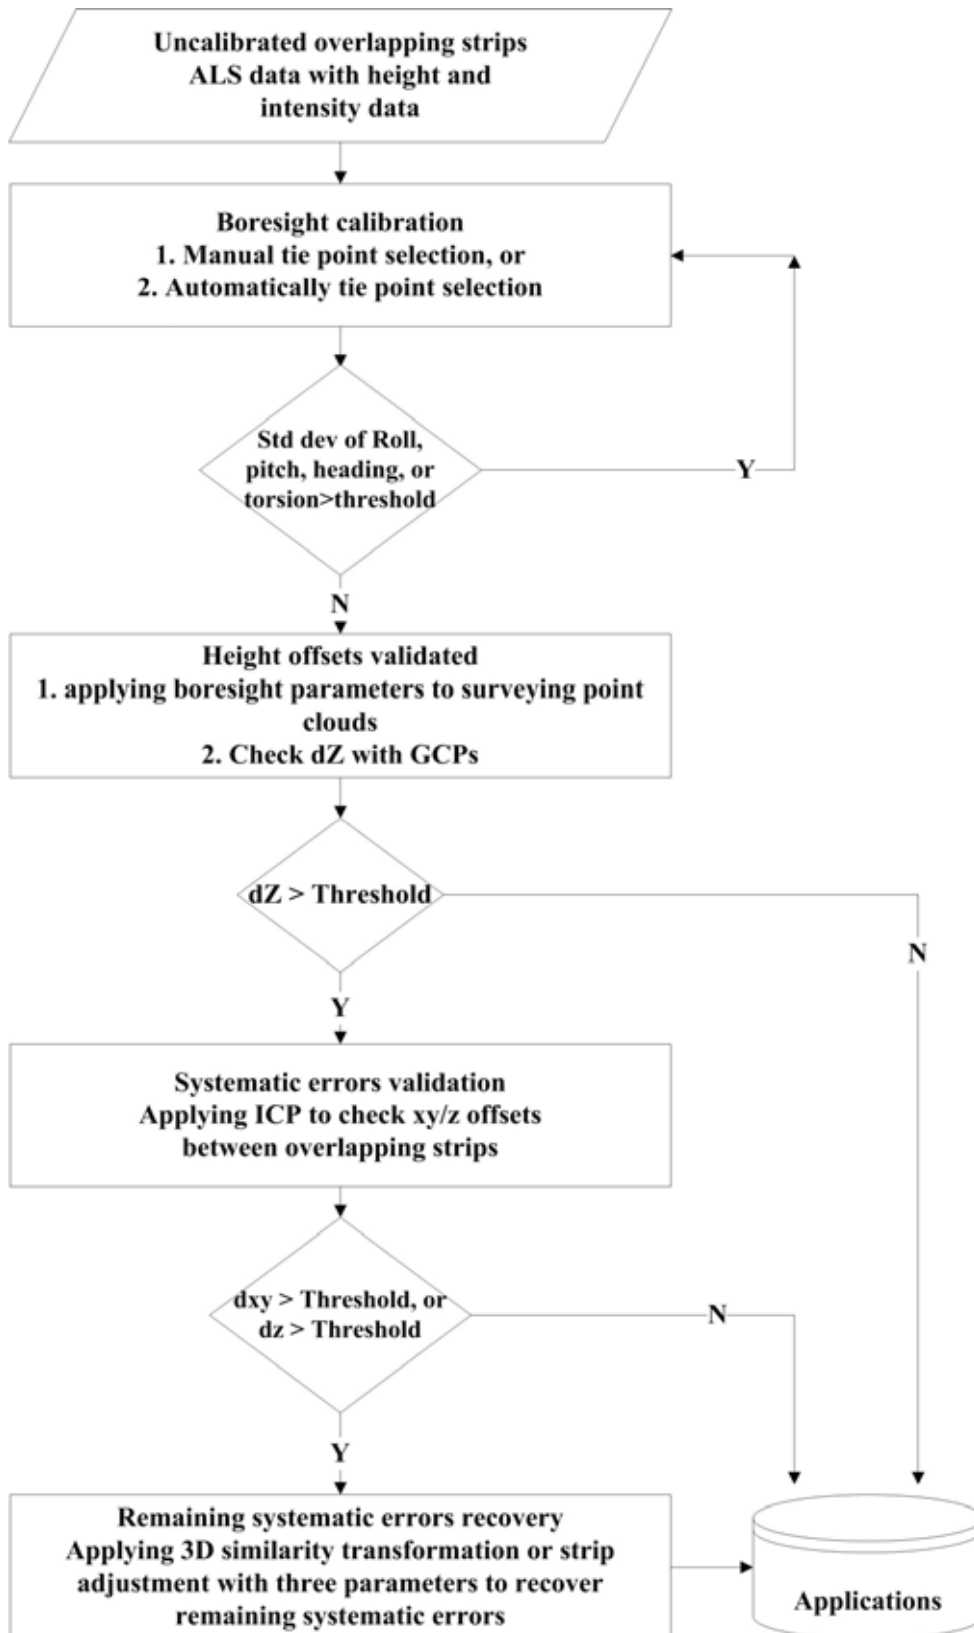 Uncalibrated overlapping strips
ALS data with height and
intensity data
Boresight calibration
1. Manual tie point selection, or
2. Automatically tie point selection
Std dev of Roll,
pitch, heading, or
torsion>threshold
Y
N
Height offsets validated
1. applying boresight parameters to surveying point
clouds
2. Check dZ with GCPs
dZ > Threshold
N
Y
Systematic errors validation
Applying ICP to check xy/z offsets
between overlapping strips
dxy > Threshold, or
dz > Threshold
N
Y
Remaining systematic errors recovery
Applying 3D similarity transformation or strip
adjustment with three parameters to recover
remaining systematic errors
Applications